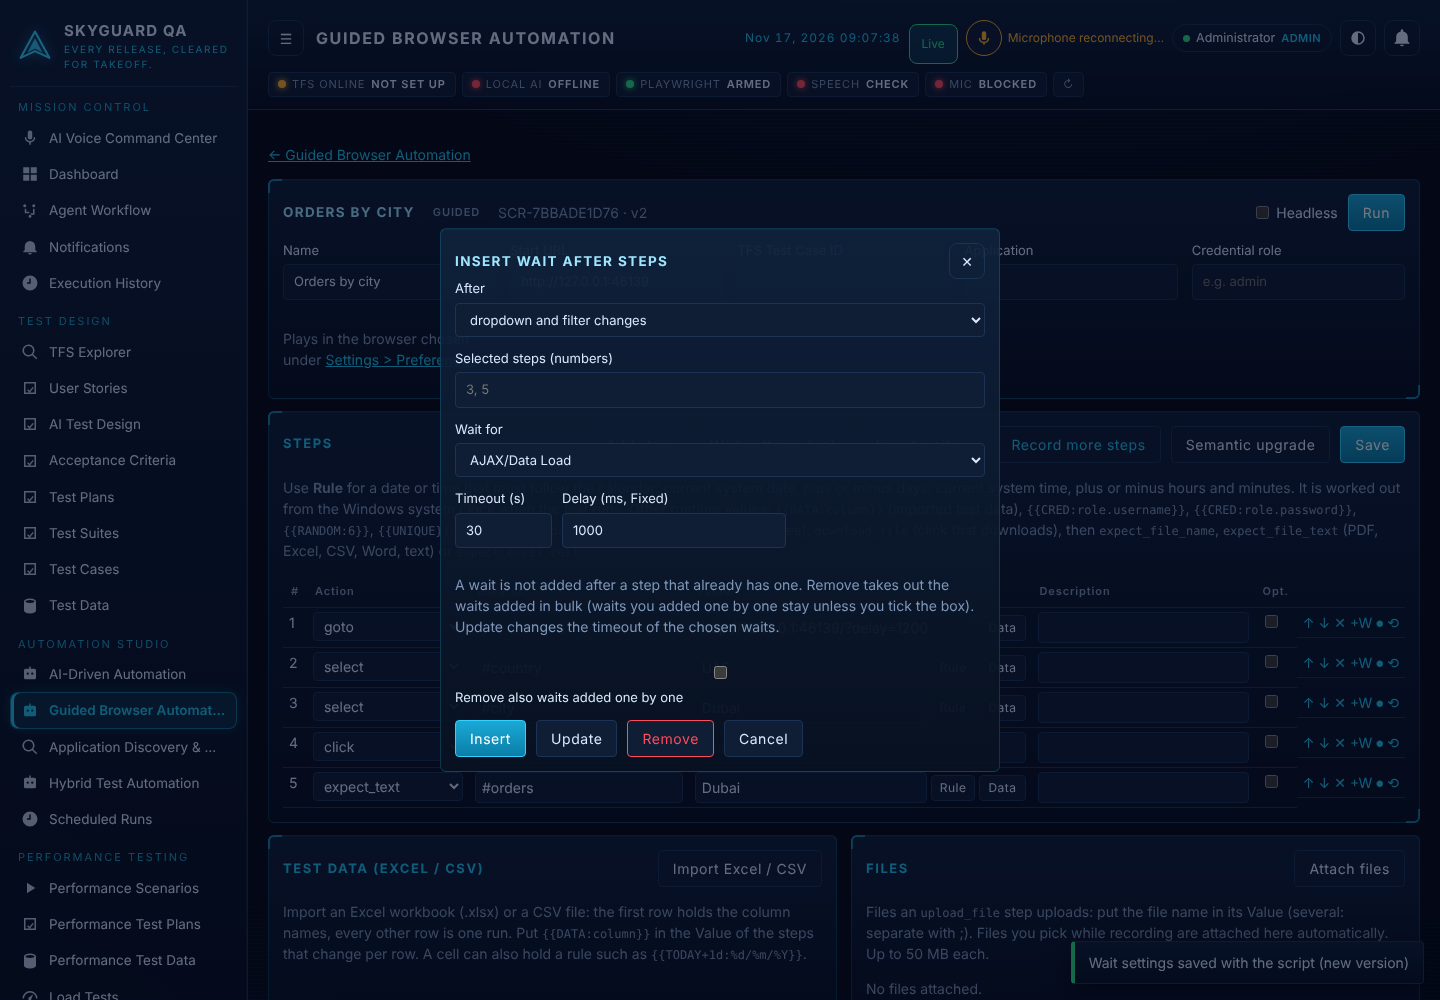 SKYGUARD QA
EVERY RELEASE, CLEARED
FOR TAKEOFF.
MISSION CONTROL
AI Voice Command Center
Dashboard
Agent Workflow
Notifications
Execution History
TEST DESIGN
TFS Explorer
User Stories
AI Test Design
Acceptance Criteria
Test Plans
Test Suites
Test Cases
Test Data
AUTOMATION STUDIO
AI-Driven Automation
Guided Browser Automat...
Application Discovery & ...
Hybrid Test Automation
Scheduled Runs
PERFORMANCE TESTING
Performance Scenarios
Performance Test Plans
Performance Test Data
Load Tests
GUIDED BROWSER AUTOMATION
Nov 17, 2026 09:07:38
Live
Microphone reconnecting...
Administrator ADMIN
TFS ONLINE NOT SET UP
LOCAL AI OFFLINE
PLAYWRIGHT ARMED
SPEECH CHECK
MIC BLOCKED
← Guided Browser Automation
ORDERS BY CITY GUIDED SCR-7BBADE1D76 · v2
Headless
Run
Name
Credential role
Orders by city
e.g. admin
Plays in the browser
under Settings > Prefere
INSERT WAIT AFTER STEPS
×
After
dropdown and filter changes
Selected steps (numbers)
3, 5
Wait for
AJAX/Data Load
Timeout (s)
Delay (ms, Fixed)
30
1000
A wait is not added after a step that already has one. Remove takes out the
waits added in bulk (waits you added one by one stay unless you tick the box).
Update changes the timeout of the chosen waits.
Remove also waits added one by one
Insert
Update
Remove
Cancel
STEPS
Record more steps
Semantic upgrade
Save
Use Rule for a date or
system time, plus or minus hours and minutes. It is worked out
from the Windows system
{{CRED:role.username}}, {{CRED:role.password}},
{{RANDOM:6}}, {{UNIQUE}}
then expect_file_name, expect_file_text (PDF,
Excel, CSV, Word, text)
# Action
Description
Opt.
1 goto
↑ ↓ × +W ● ⟲
2 select
#country
Rule
Data
↑ ↓ × +W ● ⟲
3 select
Dubai
Rule
Data
↑ ↓ × +W ● ⟲
4 click
↑ ↓ × +W ● ⟲
5 expect_text
#orders
Dubai
Rule
Data
↑ ↓ × +W ● ⟲
TEST DATA (EXCEL / CSV)
Import Excel / CSV
Import an Excel workbook (.xlsx) or a CSV file: the first row holds the column
names, every other row is one run. Put {{DATA:column}} in the Value of the steps
that change per row. A cell can also hold a rule such as {{TODAY+1d:%d/%m/%Y}}.
FILES
Attach files
Files an upload_file step uploads: put the file name in its Value (several:
separate with ;). Files you pick while recording are attached here automatically.
Up to 50 MB each.
No files attached.
Wait settings saved with the script (new version)